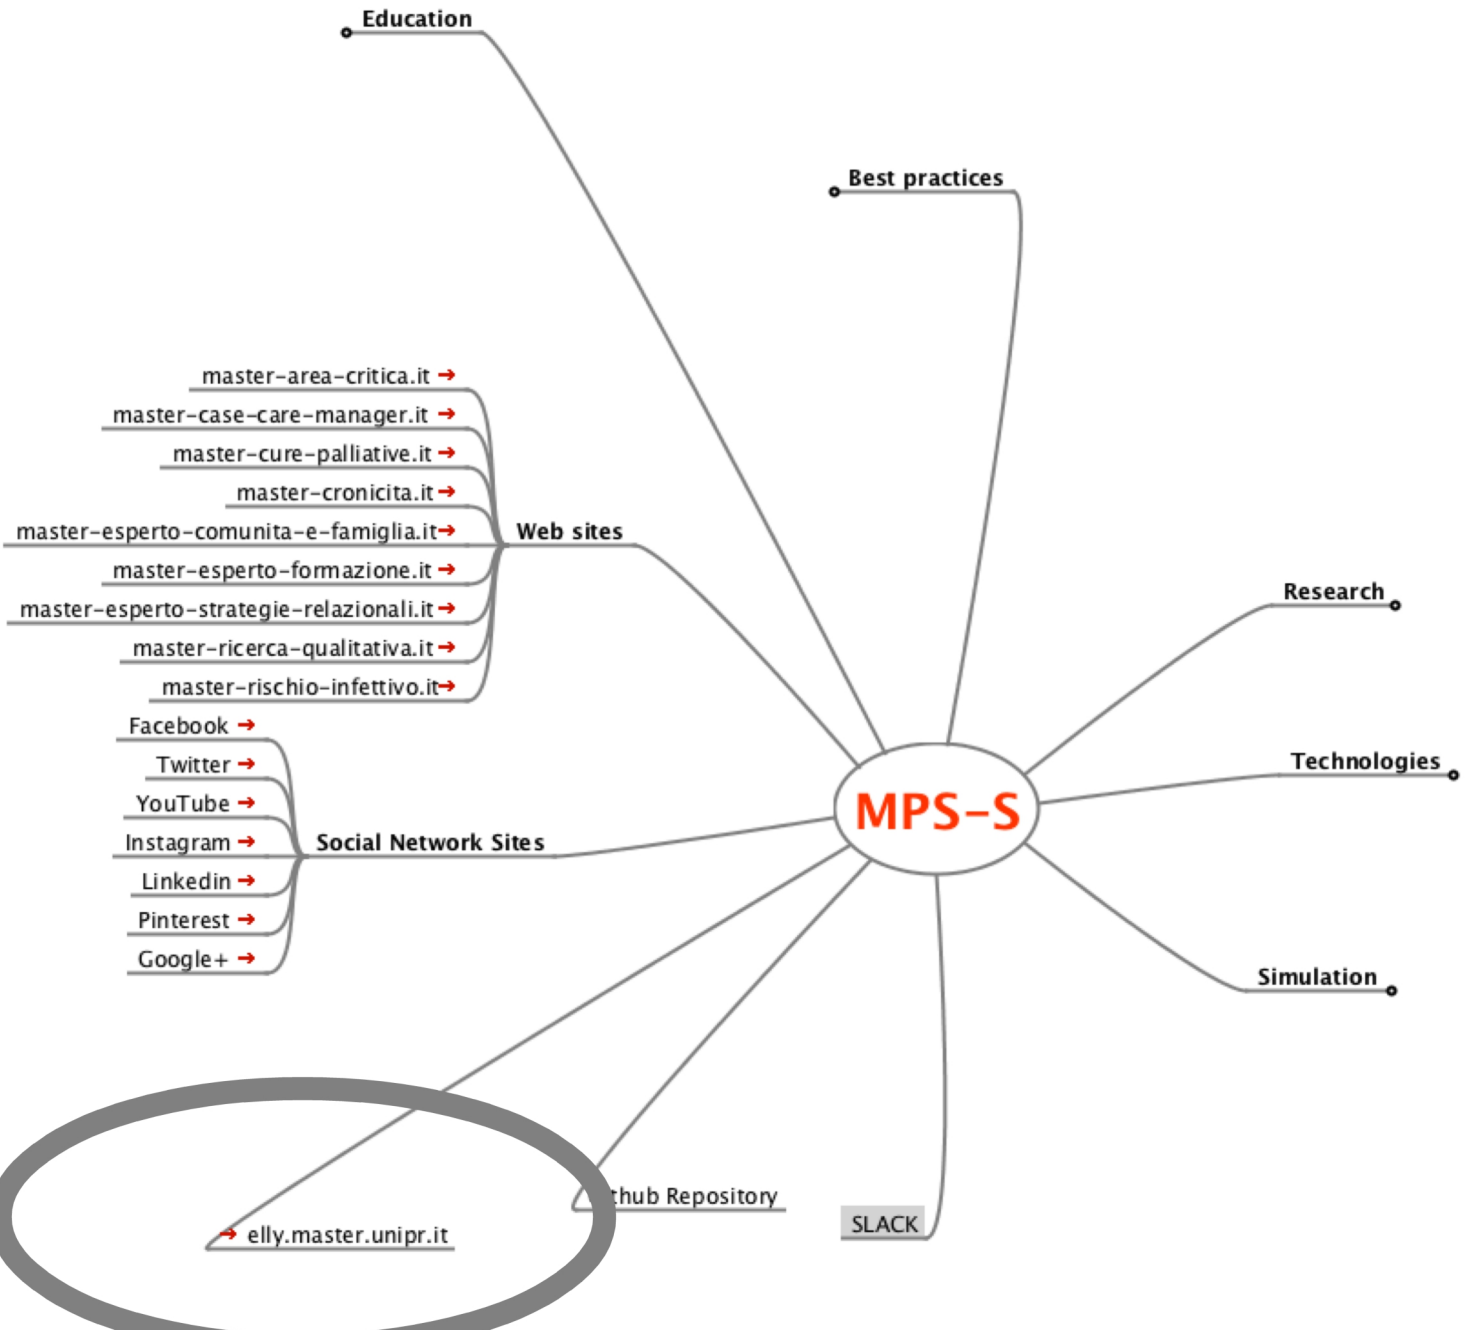 Education
Best practices
master-area-critica.it
master-case-care-manager.it
master-cure-palliative.it
master-cronicita.it
master-esperto-comunita-e-famiglia.it
master-esperto-formazione.it
master-esperto-strategie-relazionali.it
master-ricerca-qualitativa.it
master-rischio-infettivo.it
Web sites
Research
Technologies
MPS-S
Facebook
Twitter
YouTube
Instagram
Linkedin
Pinterest
Google+
Social Network Sites
Simulation
Repository
SLACK
elly.master.unipr.it